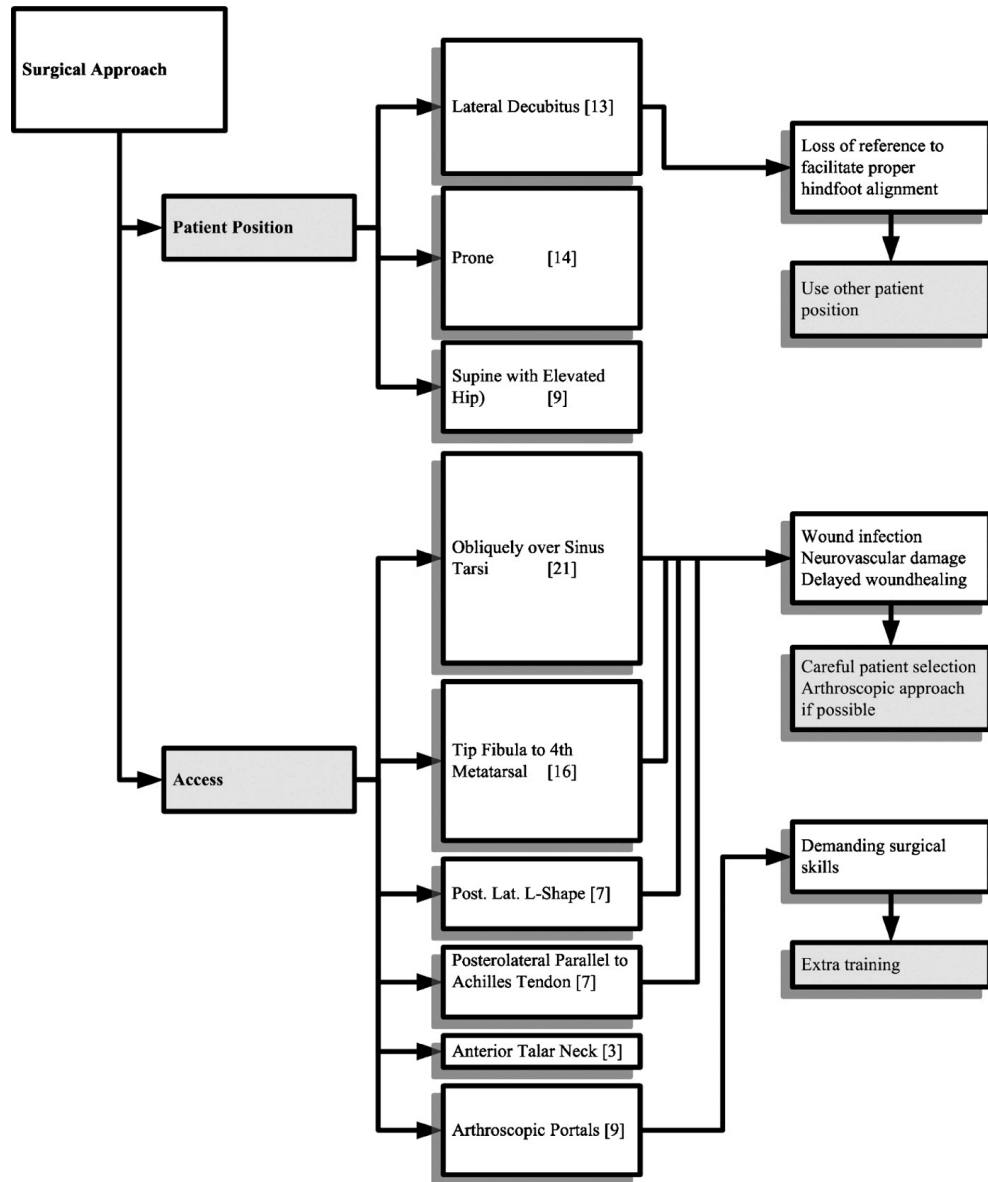 Surgical Approach
Patient Position
Lateral Decubitus [13]
Prone [14]
Supine with Elevated
Hip) [9]
Loss of reference to
facilitate proper
hindfoot alignment
Use other patient
position
Access
Obliquely over Sinus
Tarsi [21]
Tip Fibula to 4th
Metatarsal [16]
Post. Lat. L-Shape [7]
Posterolateral Parallel to
Achilles Tendon [7]
Anterior Talar Neck [3]
Arthroscopic Portals [9]
Wound infection
Neurovascular damage
Delayed woundhealing
Careful patient selection
Arthroscopic approach
if possible
Demanding surgical
skills
Extra training